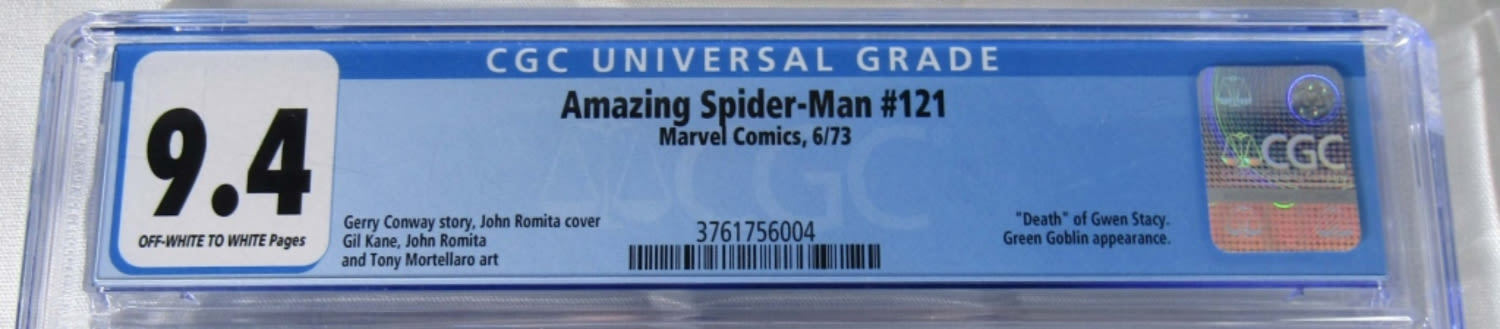 CGC UNIVERSAL GRADE
9.4
OFF-WHITE TO WHITE Pages
Amazing Spider-Man #121
Marvel Comics, 6/73
CGC
Gerry Conway story, John Romita cover
Gil Kane, John Romita
and Tony Mortellaro art
3761756004
"Death" of Gwen Stacy.
Green Goblin appearance.
CGC